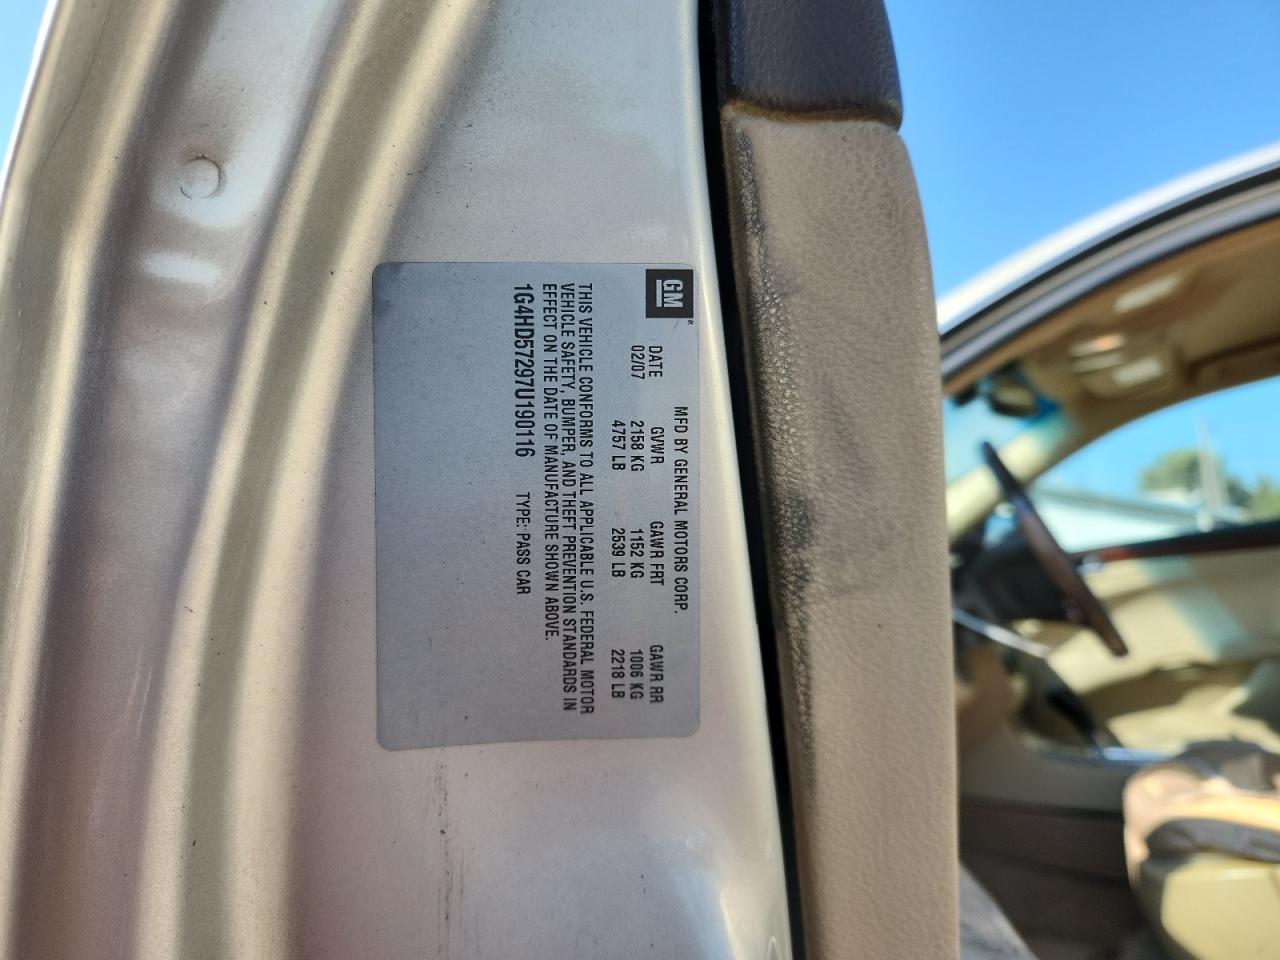 GM
MFD BY GENERAL MOTORS CORP.
DATE GVWR GAWR FRT GAWR RR
02/07 2158 KG 1152 KG 1006 KG
4757 LB 2539 LB 2218 LB
THIS VEHICLE CONFORMS TO ALL APPLICABLE U.S. FEDERAL MOTOR
VEHICLE SAFETY, BUMPER, AND THEFT PREVENTION STANDARDS IN
EFFECT ON THE DATE OF MANUFACTURE SHOWN ABOVE.
1G4HD57297U190116 TYPE: PASS CAR